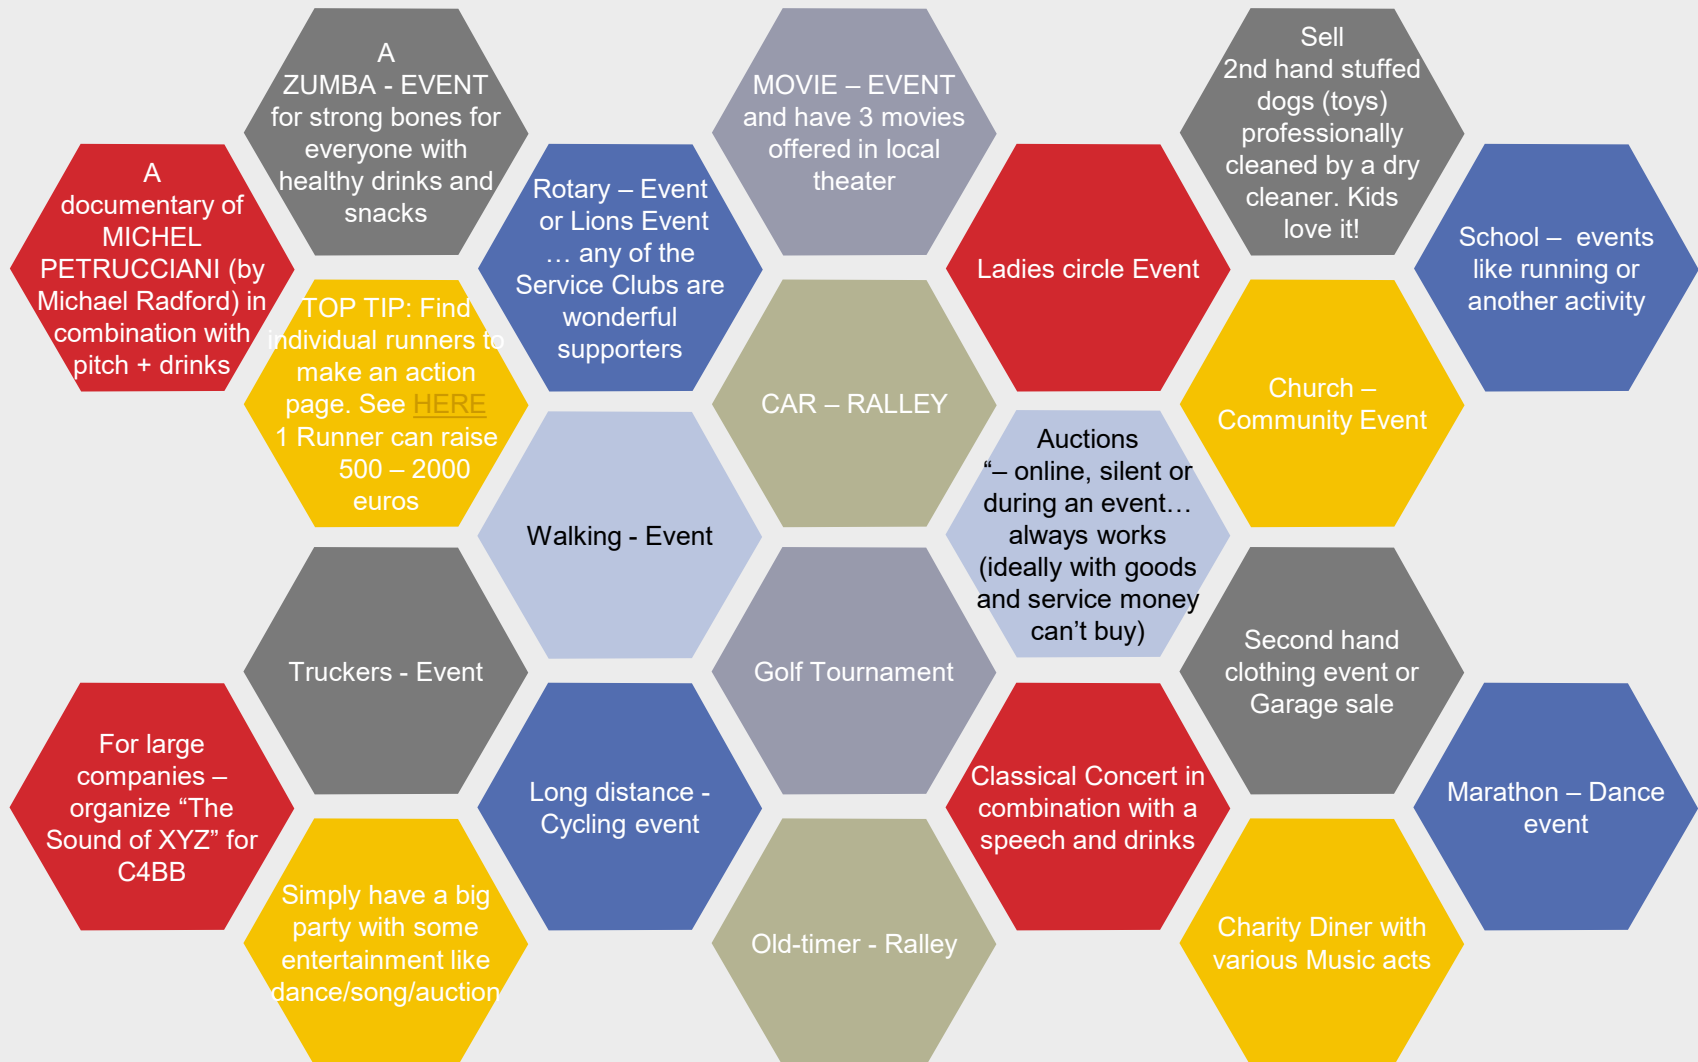 A
ZUMBA - EVENT
for strong bones for
everyone with
healthy drinks and
snacks
MOVIE – EVENT
and have 3 movies
offered in local
theater
Sell
2nd hand stuffed
dogs (toys)
professionally
cleaned by a dry
cleaner. Kids
love it!
A
documentary of
MICHEL
PETRUCCIANI (by
Michael Radford) in
combination with
pitch + drinks
Rotary – Event
or Lions Event
… any of the
Service Clubs are
wonderful
supporters
Ladies circle Event
School – events
like running or
another activity
TOP TIP: Find
individual runners to
make an action
page. See HERE
1 Runner can raise
500 – 2000
euros
CAR – RALLEY
Church –
Community Event
Walking - Event
Auctions
“– online, silent or
during an event…
always works
(ideally with goods
and service money
can’t buy)
Truckers - Event
Golf Tournament
Second hand
clothing event or
Garage sale
For large
companies –
organize “The
Sound of XYZ” for
C4BB
Long distance -
Cycling event
Classical Concert in
combination with a
speech and drinks
Marathon – Dance
event
Simply have a big
party with some
entertainment like
dance/song/auction
Old-timer - Ralley
Charity Diner with
various Music acts